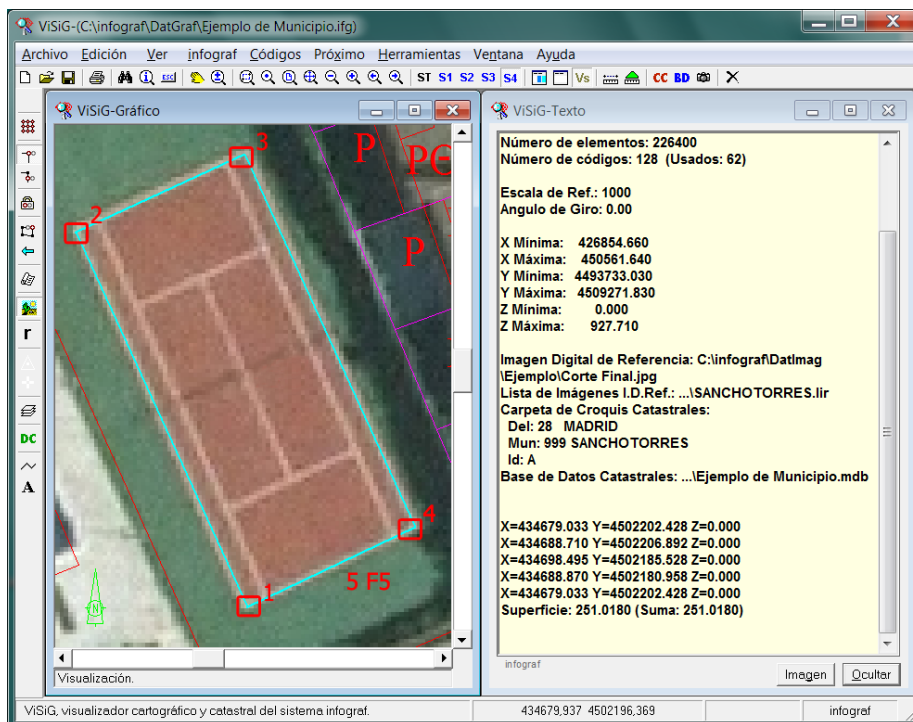 ViSiG-(C:\infograf\DatGraf\Ejemplo de Municipio.ifg)
Archivo Edición Ver infograf Códigos Próximo Herramientas Ventana Ayuda
ESC ST S1 S2 S3 S4 Vs CC BD
ViSiG-Gráfico
ViSiG-Texto
r
DC
A
3
P
PC
2
P
4
5 F5
1
N
Visualización.
Número de elementos: 226400
Número de códigos: 128 (Usados: 62)
Escala de Ref.: 1000
Angulo de Giro: 0.00
X Mínima: 426854.660
X Máxima: 450561.640
Y Mínima: 4493733.030
Y Máxima: 4509271.830
Z Mínima: 0.000
Z Máxima: 927.710
Imagen Digital de Referencia: C:\infograf\DatImag
\Ejemplo\Corte Final.jpg
Lista de Imágenes I.D.Ref.: ...\SANCHOTORRES.lir
Carpeta de Croquis Catastrales:
Del: 28 MADRID
Mun: 999 SANCHOTORRES
Id: A
Base de Datos Catastrales: ...\Ejemplo de Municipio.mdb
X=434679.033 Y=4502202.428 Z=0.000
X=434688.710 Y=4502206.892 Z=0.000
X=434698.495 Y=4502185.528 Z=0.000
X=434688.870 Y=4502180.958 Z=0.000
X=434679.033 Y=4502202.428 Z=0.000
Superficie: 251.0180 (Suma: 251.0180)
infograf
Imagen Ocultar
ViSiG, visualizador cartográfico y catastral del sistema infograf. 434679,937 4502196,369 infograf